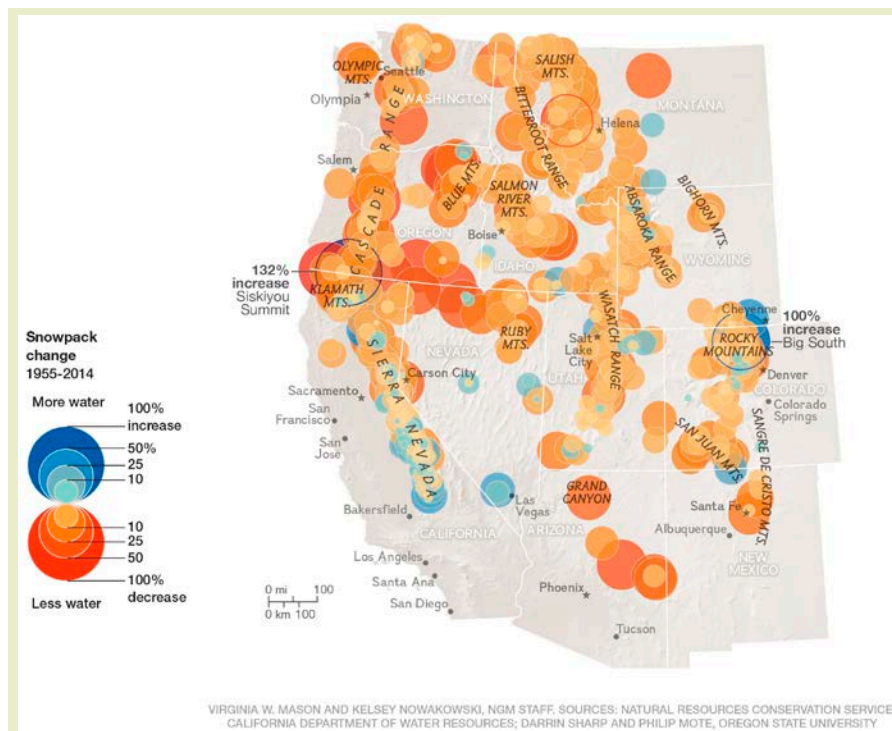 OLYMPIC
MTS.
Seattle
Olympia
WASHINGTON
SALISH
MTS.
MONTANA
BITTERROOT RANGE
Helena
CASCADE RANGE
Salem
BLUE MTS.
SALMON
RIVER
MTS.
ABSAROKA RANGE
BIGHORN MTS.
OREGON
Boise
IDAHO
WYOMING
132%
increase
Siskiyou
Summit
KLAMATH
MTS.
WASATCH RANGE
Cheyenne
100%
increase
Big South
ROCKY
MOUNTAINS
RUBY
MTS.
Salt
Lake
City
NEVADA
UTAH
Denver
COLORADO
Colorado
Springs
SIERRA NEVADA
Carson City
Sacramento
San
Francisco
San
José
SAN JUAN MTS.
SANGRE DE CRISTO MTS.
GRAND
CANYON
Las
Vegas
Santa Fe
Bakersfield
CALIFORNIA
ARIZONA
Albuquerque
NEW
MEXICO
Los Angeles
Santa Ana
San Diego
Phoenix
Tucson
0 mi 100
0 km 100
Snowpack
change
1955-2014
More water
100%
increase
50%
25
10
10
25
50
100%
decrease
Less water
VIRGINIA W. MASON AND KELSEY NOWAKOWSKI, NGM STAFF. SOURCES: NATURAL RESOURCES CONSERVATION SERVICE
CALIFORNIA DEPARTMENT OF WATER RESOURCES; DARRIN SHARP AND PHILIP MOTE, OREGON STATE UNIVERSITY